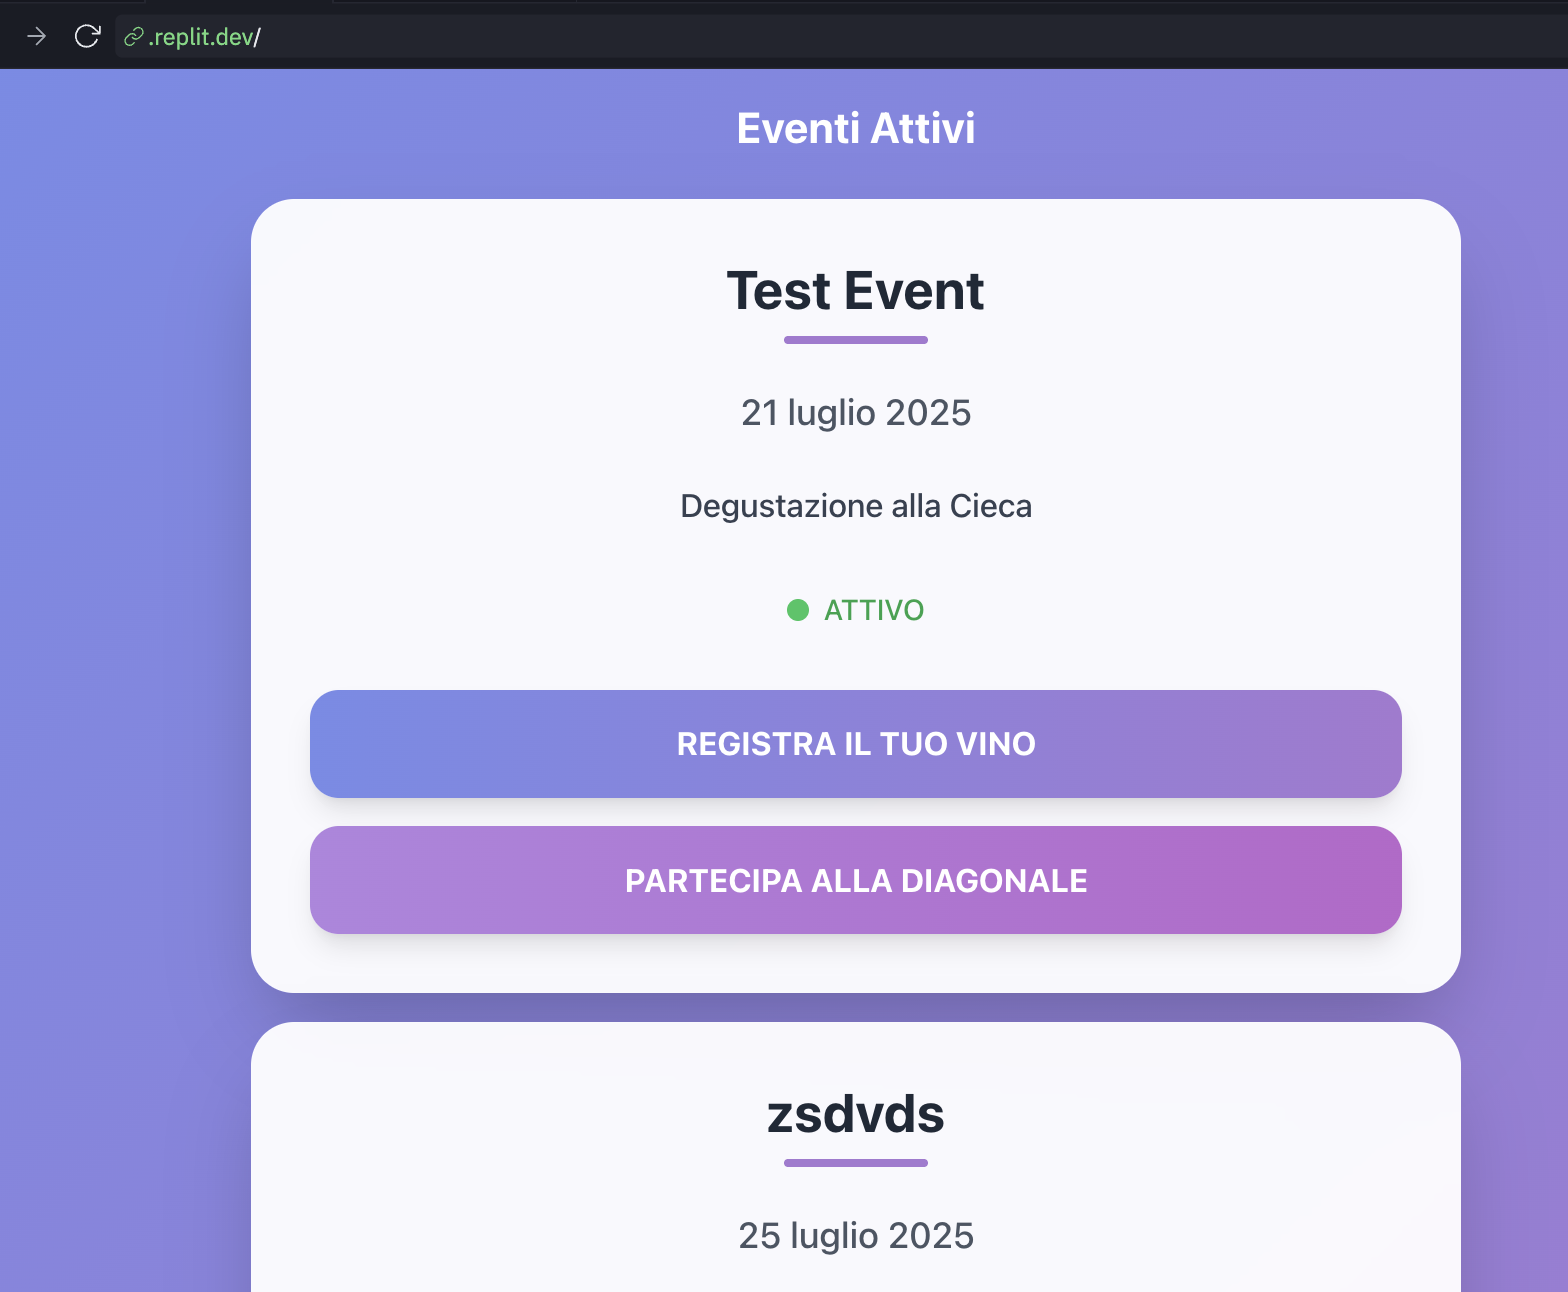 .replit.dev/
Eventi Attivi
Test Event
21 luglio 2025
Degustazione alla Cieca
ATTIVO
REGISTRA IL TUO VINO
PARTECIPA ALLA DIAGONALE
zsdvds
25 luglio 2025